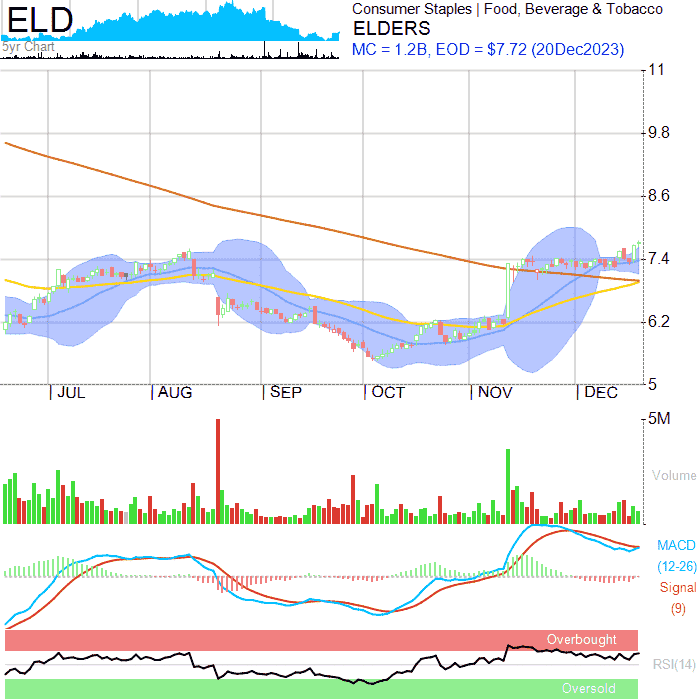 ELD
5yr Chart
Consumer Staples | Food, Beverage & Tobacco
ELDERS
MC = 1.2B, EOD = $7.72 (20Dec2023)
11
9.8
8.6
7.4
6.2
5
JUL
AUG
SEP
OCT
NOV
DEC
5M
Volume
MACD
(12-26)
Signal
(9)
Overbought
RSI(14)
Oversold